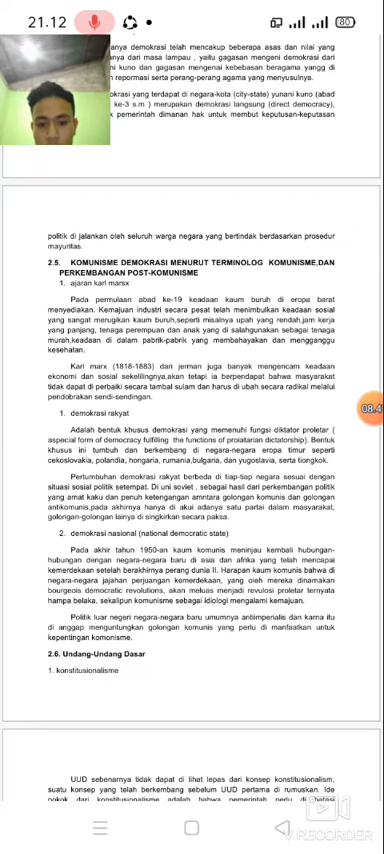 21.12
80
anya demokrasi telah mencakup beberapa asas dan nilai yang
anya dari masa lampau , yaitu gagasan mengeni demokrasi dari
ni kuno dan gagasan mengenai kebebasan beragama yangg di
n repormasi serta perang-perang agama yang menyusulnya.
okrasi yang terdapat di negara-kota (city-state) yunani kuno (abad
ke-3 s.m ) merupakan demokrasi langsung (direct democracy),
k pemerintah dimanan hak untuk membut keputusan-keputusan
politik di jalankan oleh seluruh warga negara yang bertindak berdasarkan prosedur
mayuritas.
2.5. KOMUNISME DEMOKRASI MENURUT TERMINOLOG KOMUNISME,DAN
PERKEMBANGAN POST-KOMUNISME
1. ajaran karl marsx
Pada permulaan abad ke-19 keadaan kaum buruh di eropa barat
menyediakan. Kemajuan industri secara pesat telah menimbulkan keadaan sosial
yang sangat merugikan kaum buruh,seperti misalnya upah yang rendah,jam kerja
yang panjang, tenaga perempuan dan anak yang di salahgunakan sebagai tenaga
murah,keadaan di dalam pabrik-pabrik yang membahayakan dan mengganggu
kesehatan.
Karl marx (1818-1883) dari jerman juga banyak mengencam keadaan
ekonomi dan sosial sekelilingnya,akan tetapi ia berpendapat bahwa masyarakat
tidak dapat di perbaiki secara tambal sulam dan harus di ubah secara radikal melalui
pendobrakan sendi-sendingan.
08.4
1. demokrasi rakyat
Adalah bentuk khusus demokrasi yang memenuhi fungsi diktator proletar (
aspecial form of democracy fulfilling the functions of proiatarian dictatorship). Bentuk
khusus ini tumbuh dan berkembang di negara-negara eropa timur seperti
cekoslovakia, polandia, hongaria, rumania,bulgaria, dan yugoslavia, serta tiongkok.
Pertumbuhan demokrasi rakyat berbeda di tiap-tiap negara sesuai dengan
situasi sosial politik setempat. Di uni soviet , sebagai hasil dari perkembangan politik
yang amat kaku dan penuh ketengangan amntara golongan komunis dan golongan
antikomunis,pada akhirnya hanya di akui adanya satu partai dalam masyarakat,
golongan-golongan lainya di singkirkan secara paksa.
2. demokrasi nasional (national democratic state)
Pada akhir tahun 1950-an kaum komunis meninjau kembali hubungan-
hubungan dengan negara-negara baru di asia dan afrika yang telah mencapai
kemerdekaan setelah berakhirnya perang dunia II. Harapan kaum komunis bahwa di
negara-negara jajahan perjuangan kemerdekaan, yang oieh mereka dinamakan
bourgeois democratic revolutions, akan meluas menjadi revolusi proletar ternyata
hampa belaka, sekalipun komunisme sebagai idiologi mengalami kemajuan.
Politik luar negeri negara-negara baru umumnya antiimperialis dan karna itu
di anggap menguntungkan golongan komunis yang perlu di manfaatkan untuk
kepentingan komonisme.
2.6. Undang-Undang Dasar
1. konstitusionalisme
UUD sebenarnya tidak dapat di lihat lepas dari konsep konstitusionalism,
suatu konsep yang telah berkembang sebelum UUD pertama di rumuskan. Ide
pokok dari konstitusionalisme adalah bahwa pemerintah perlu di batasi
RECORDER